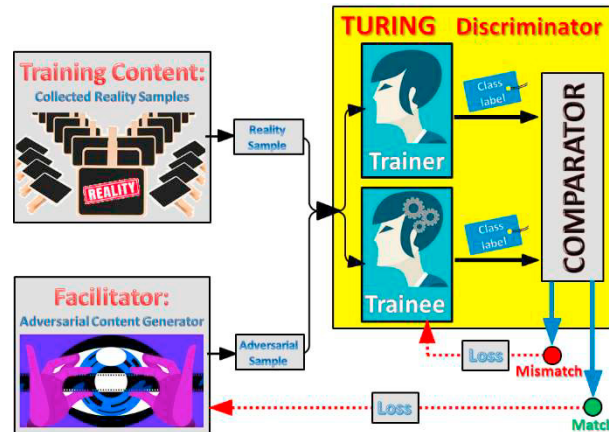 TURING Discriminator
Training Content:
Collected Reality Samples
REALITY
Reality
Sample
Trainer
Class
label
COMPARATOR
Trainee
Class
label
Facilitator:
Adversarial Content Generator
Adversarial
Sample
Loss
Mismatch
Loss
Match